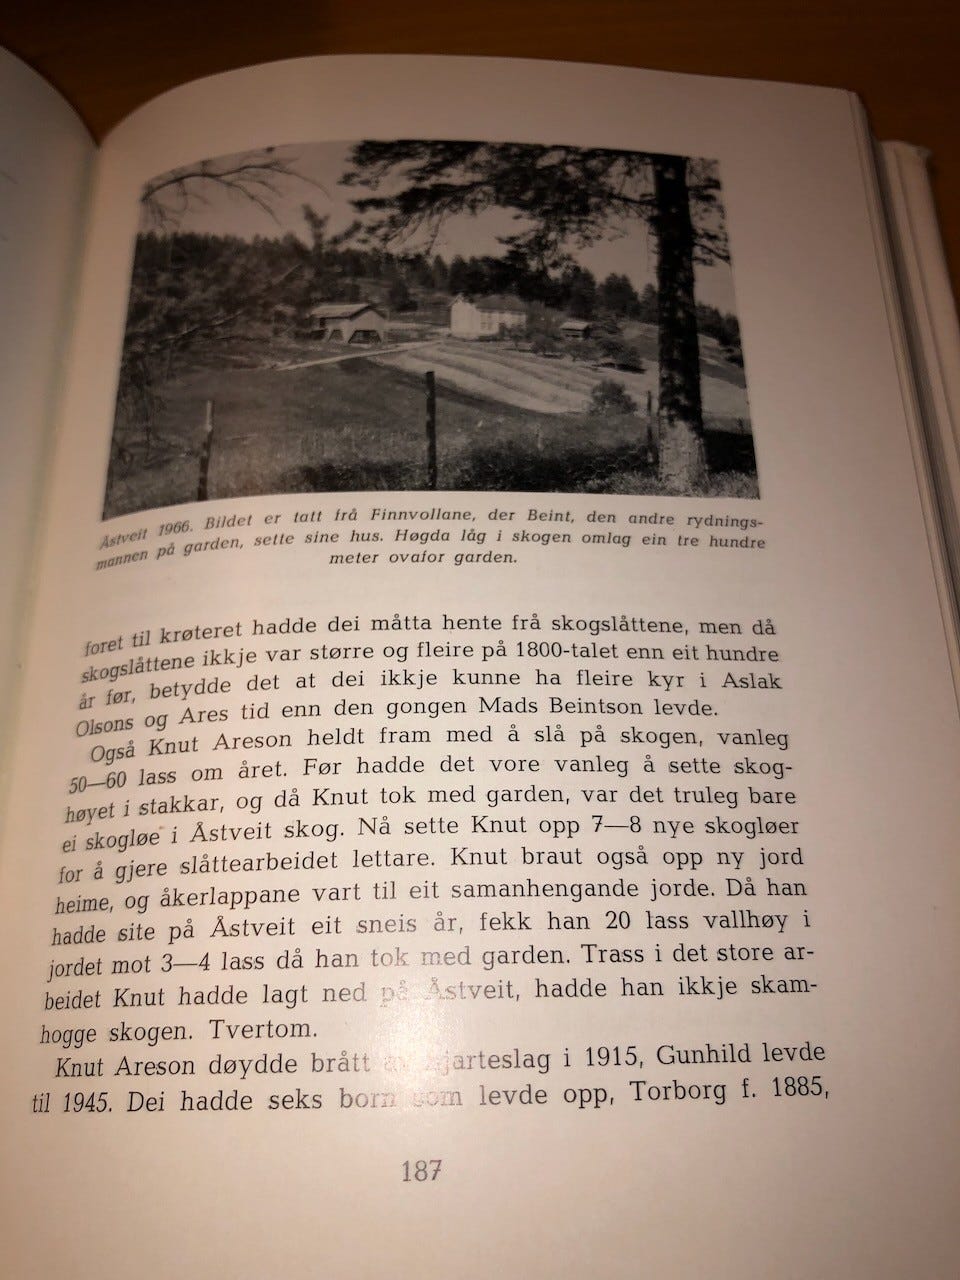 Åstveit 1966. Bildet er tatt frå Finnvollane, der Beint, den andre rydnings-
mannen på garden, sette sine hus. Høgda låg i skogen omlag ein tre hundre
meter ovafor garden.
foret til krøteret hadde dei måtta hente frå skogslåttene, men då
skogslåttene ikkje var større og fleire på 1800-talet enn eit hundre
år før, betydde det at dei ikkje kunne ha fleire kyr i Aslak
Olsons og Ares tid enn den gongen Mads Beintson levde.
Også Knut Areson heldt fram med å slå på skogen, vanleg
50—60 lass om året. Før hadde det vore vanleg å sette skog-
høyet i stakkar, og då Knut tok med garden, var det truleg bare
ei skogløe i Åstveit skog. Nå sette Knut opp 7—8 nye skogløer
for å gjere slåttearbeidet lettare. Knut braut også opp ny jord
heime, og åkerlappane vart til eit samanhengande jorde. Då han
hadde site på Åstveit eit sneis år, fekk han 20 lass vallhøy i
jordet mot 3—4 lass då han tok med garden. Trass i det store ar-
beidet Knut hadde lagt ned på Åstveit, hadde han ikkje skam-
hogge skogen. Tvertom.
Knut Areson døydde brått av hjarteslag i 1915, Gunhild levde
til 1945. Dei hadde seks born som levde opp, Torborg f. 1885,
187